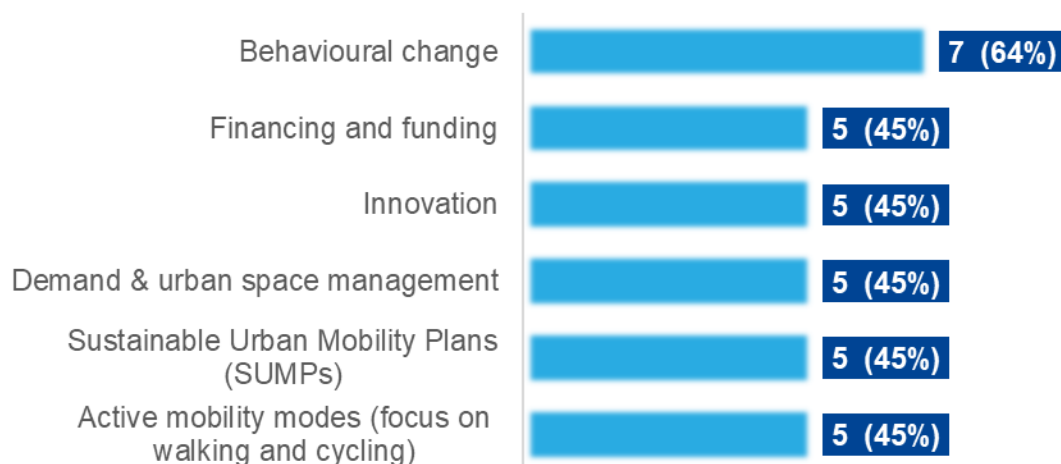 Behavioural change
7 (64%)
Financing and funding
5 (45%)
Innovation
5 (45%)
Demand & urban space management
5 (45%)
Sustainable Urban Mobility Plans
(SUMPs)
5 (45%)
Active mobility modes (focus on
walking and cycling)
5 (45%)